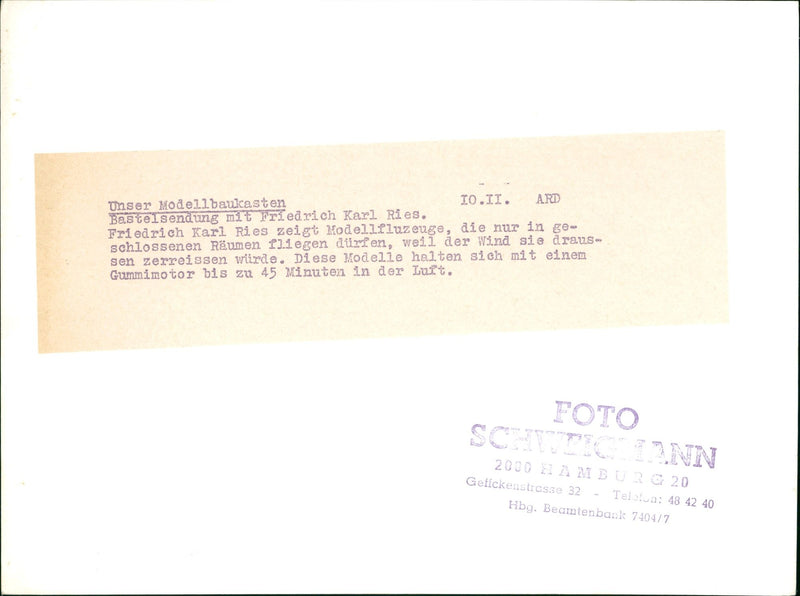 Unser Modellbaukasten IO.II. ARD
Bastelsendung mit Friedrich Karl Ries.
Friedrich Karl Ries zeigt Modellfluzeuge, die nur in ge-
schlossenen Räumen fliegen dürfen, weil der Wind sie draus-
sen zerreissen würde. Diese Modelle halten sich mit einem
Gummimotor bis zu 45 Minuten in der Luft.
FOTO
SCHWEIGMANN
2000 HAMBURG 20
Geffckenstrasse 32 - Telefon: 48 42 40
Hbg. Beamtenbank 7404/7